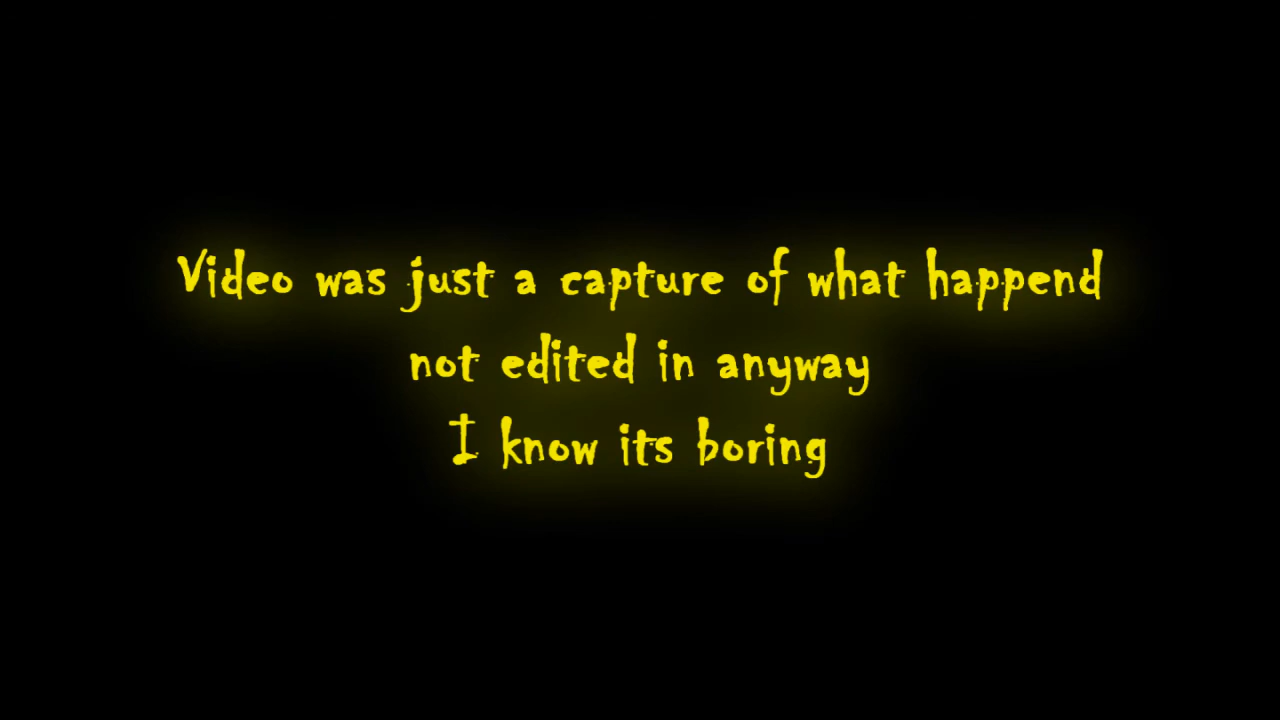 Video was just a capture of what happend
not edited in anyway
I know its boring